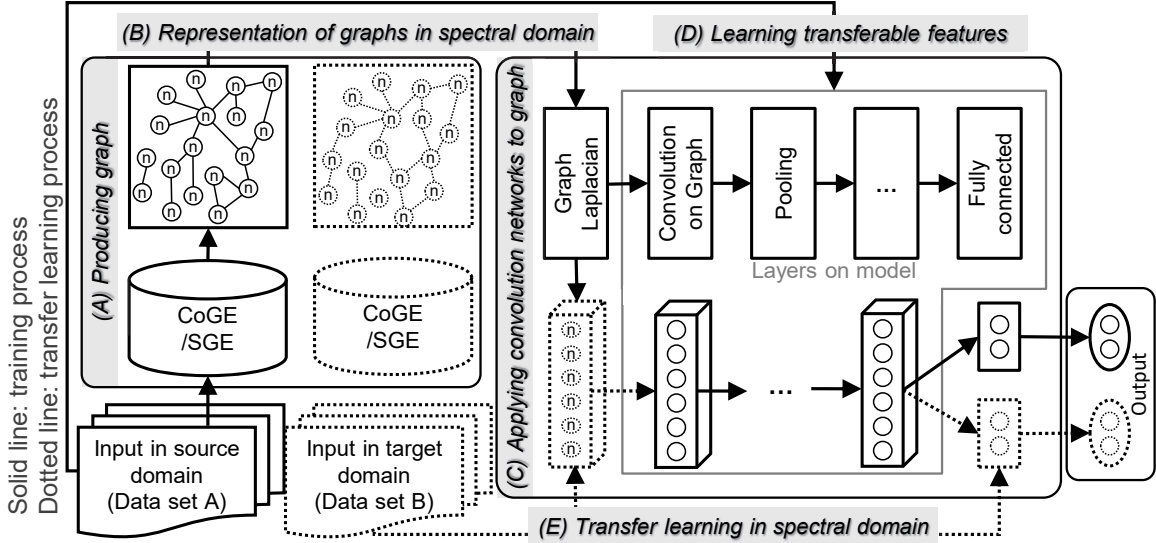 Solid line: training process
Dotted line: transfer learning process
(B) Representation of graphs in spectral domain
(D) Learning transferable features
(A) Producing graph
n n n n n n n n n n n n n n n n n
n n n n n n n n n n n n n n n n n
CoGE
/SGE
CoGE
/SGE
Input in source
domain
(Data set A)
Input in target
domain
(Data set B)
(C) Applying convolution networks to graph
Graph
Laplacian
Convolution
on Graph
Pooling
...
Fully
connected
Layers on model
n
n
n
n
n
n
...
Output
(E) Transfer learning in spectral domain